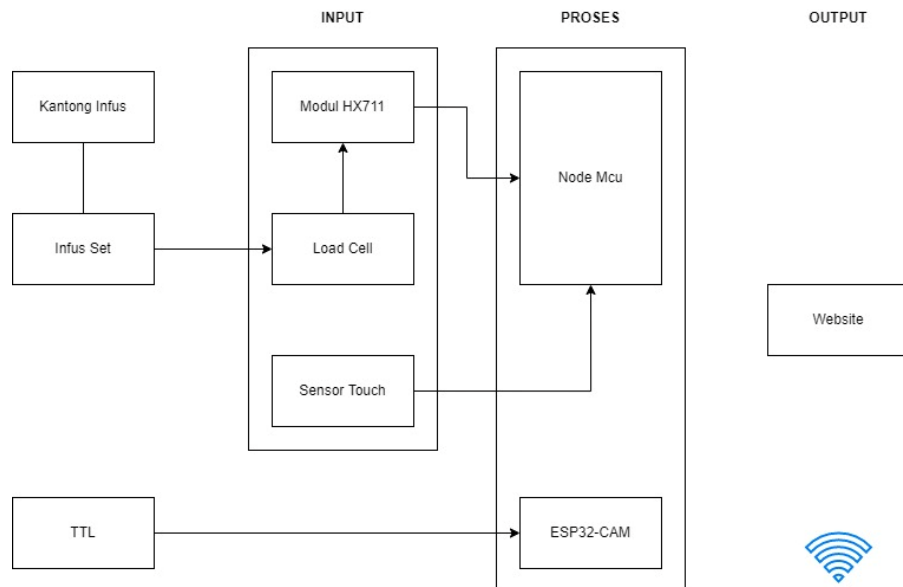 INPUT
PROSES
OUTPUT
Kantong Infus
Modul HX711
Node Mcu
Infus Set
Load Cell
Website
Sensor Touch
TTL
ESP32-CAM